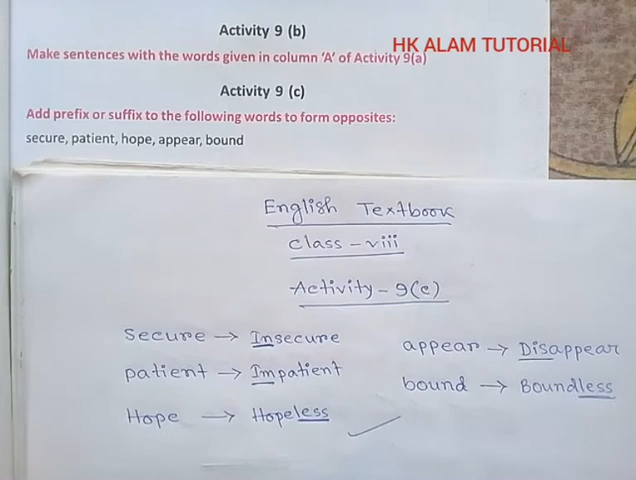 Activity 9 (b)
HK ALAM TUTORIAL
Make sentences with the words given in column 'A' of Activity 9(a)
Activity 9 (c)
Add prefix or suffix to the following words to form opposites:
secure, patient, hope, appear, bound
English Textbook
class - viii
Activity - 9(c)
secure → Insecure
patient → Impatient
Hope → Hopeless
appear → Disappear
bound → Boundless